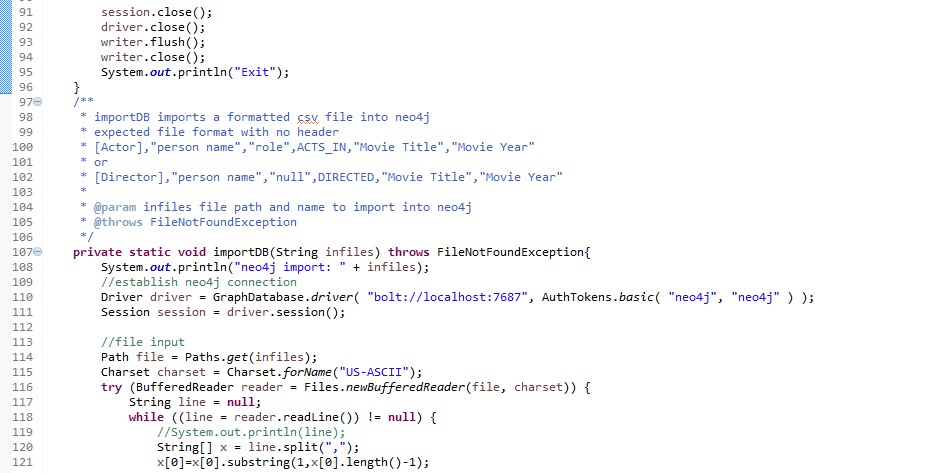 91 session.close();
92 driver.close();
93 writer.flush();
94 writer.close();
95 System.out.println("Exit");
96 }
97 /**
98 * importDB imports a formatted csv file into neo4j
99 * expected file format with no header
100 * [Actor],"person name","role",ACTS_IN,"Movie Title","Movie Year"
101 * or
102 * [Director],"person name","null",DIRECTED,"Movie Title","Movie Year"
103 *
104 * @param infiles file path and name to import into neo4j
105 * @throws FileNotFoundException
106 */
107 private static void importDB(String infiles) throws FileNotFoundException{
108 System.out.println("neo4j import: " + infiles);
109 //establish neo4j connection
110 Driver driver = GraphDatabase.driver( "bolt://localhost:7687", AuthTokens.basic( "neo4j", "neo4j" ) );
111 Session session = driver.session();
112
113 //file input
114 Path file = Paths.get(infiles);
115 Charset charset = Charset.forName("US-ASCII");
116 try (BufferedReader reader = Files.newBufferedReader(file, charset)) {
117 String line = null;
118 while ((line = reader.readLine()) != null) {
119 //System.out.println(line);
120 String[] x = line.split(",");
121 x[0]=x[0].substring(1,x[0].length()-1);